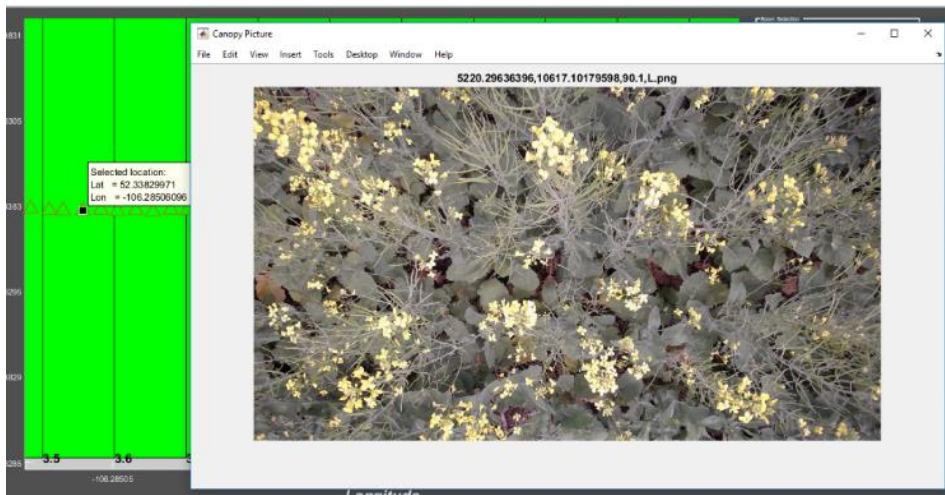 Canopy Picture
File Edit View Insert Tools Desktop Window Help
5220.29636396,10617.10179598,90.1,L.png
Selected location:
Lat = 52.33829971
Lon = -106.28506096
3.5 3.6
-106.28505